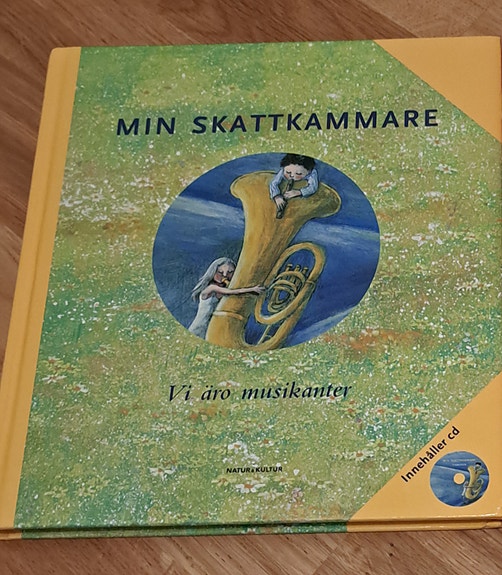 MIN SKATTKAMMARE
Vi äro musikanter
NATUR & KULTUR
Innehåller cd